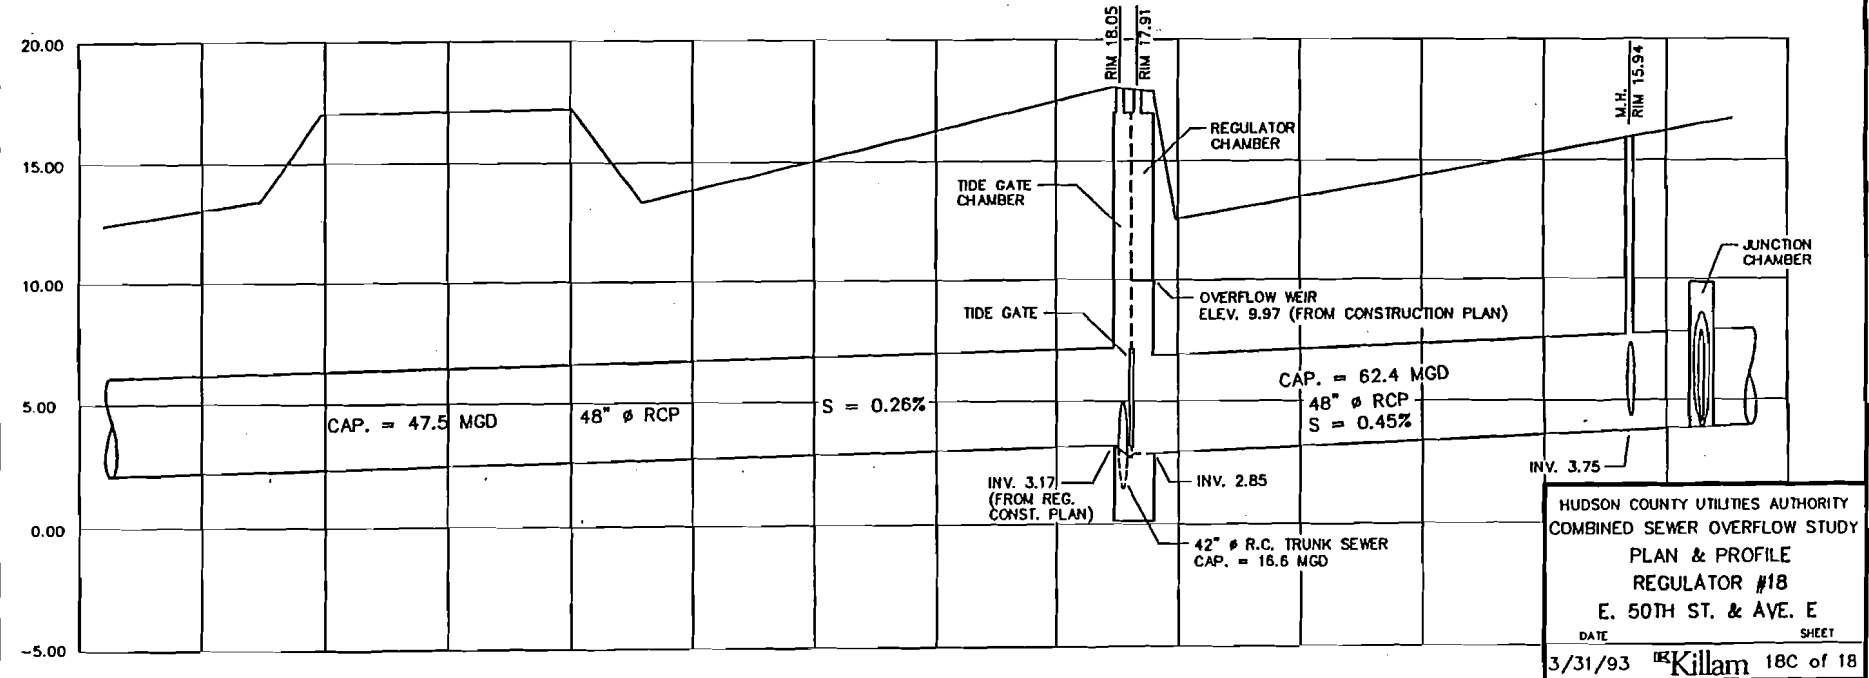 20.00
15.00
10.00
5.00
0.00
-5.00
RIM 18.05
RIM 17.91
M.H.
RIM 15.94
REGULATOR
CHAMBER
TIDE GATE
CHAMBER
JUNCTION
CHAMBER
OVERFLOW WEIR
ELEV. 9.97 (FROM CONSTRUCTION PLAN)
TIDE GATE
CAP. = 47.5 MGD
48" ø RCP
S = 0.26%
CAP. = 62.4 MGD
48" ø RCP
S = 0.45%
INV. 3.17
(FROM REG.
CONST. PLAN)
INV. 2.85
INV. 3.75
42" ø R.C. TRUNK SEWER
CAP. = 16.6 MGD
HUDSON COUNTY UTILITIES AUTHORITY
COMBINED SEWER OVERFLOW STUDY
PLAN & PROFILE
REGULATOR #18
E. 50TH ST. & AVE. E
DATE SHEET
3/31/93 Killam 18C of 18